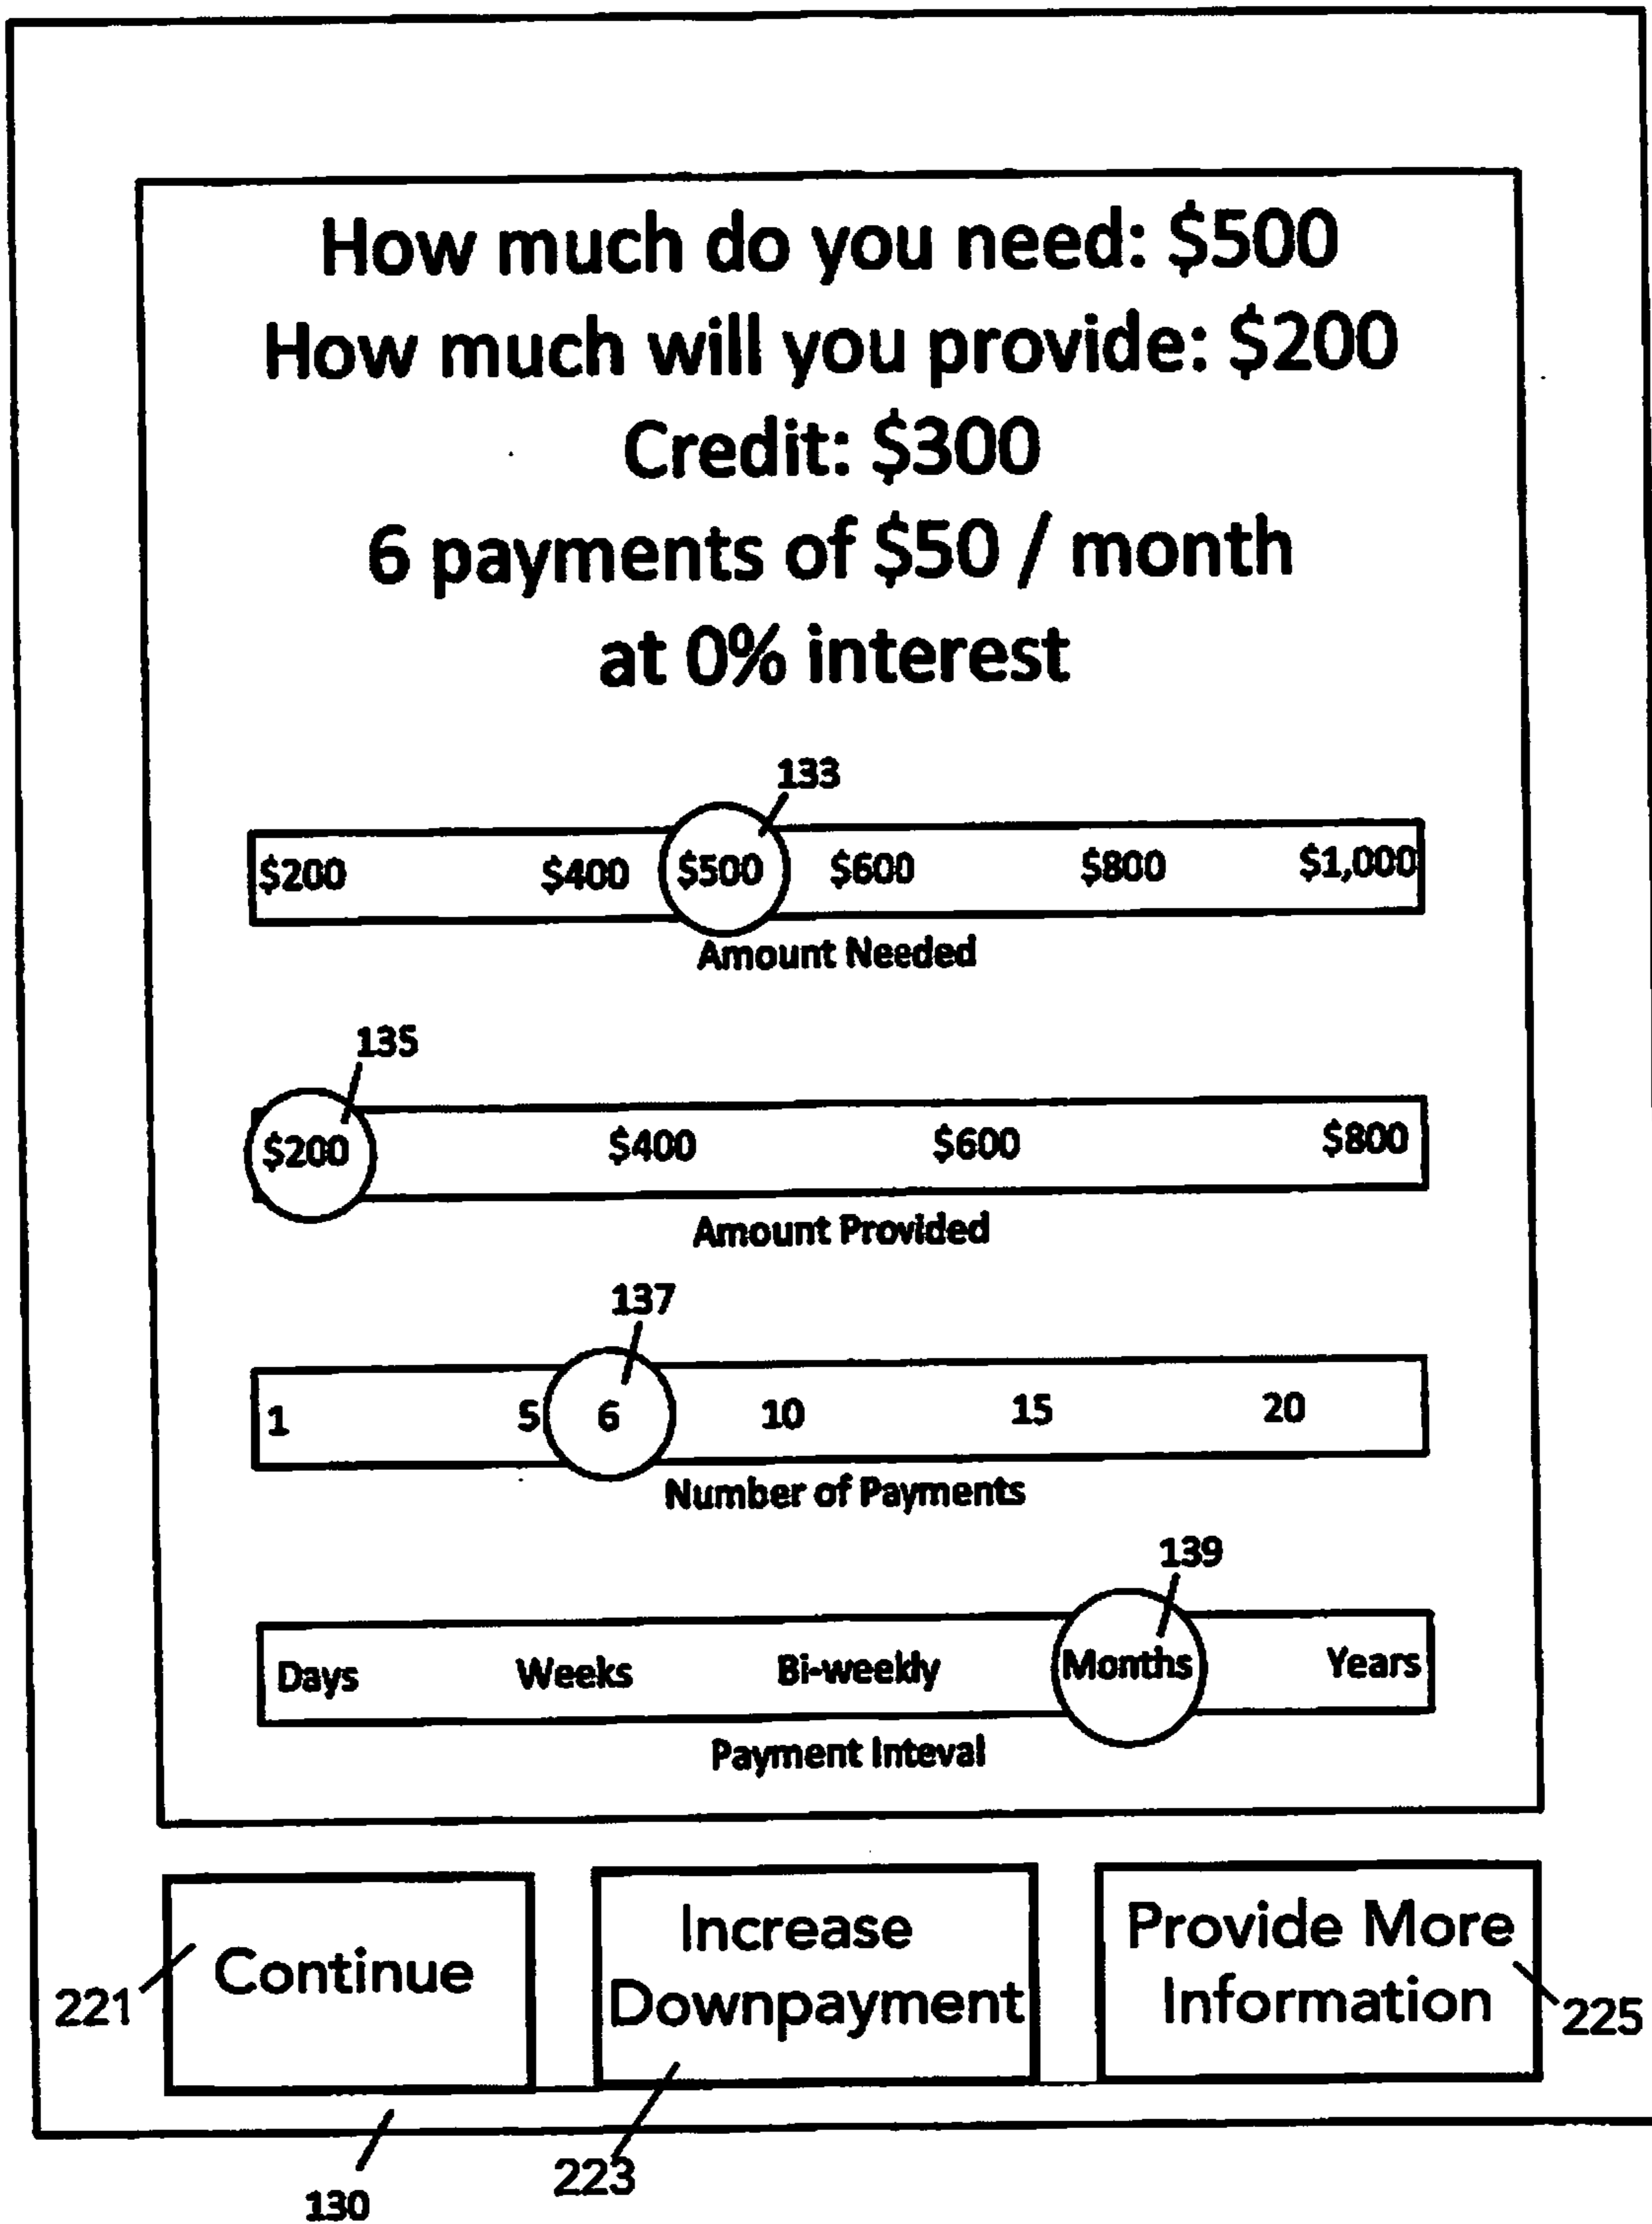 How much do you need: $500
How much will you provide: $200
Credit: $300
6 payments of $50 / month
at 0% interest
133
$200 $400 $500 $600 $800 $1,000
Amount Needed
135
$200 $400 $600 $800
Amount Provided
137
1 5 6 10 15 20
Number of Payments
139
Days Weeks Bi-weekly Months Years
Payment Inteval
Continue
Increase
Downpayment
Provide More
Information
221
225
223
130